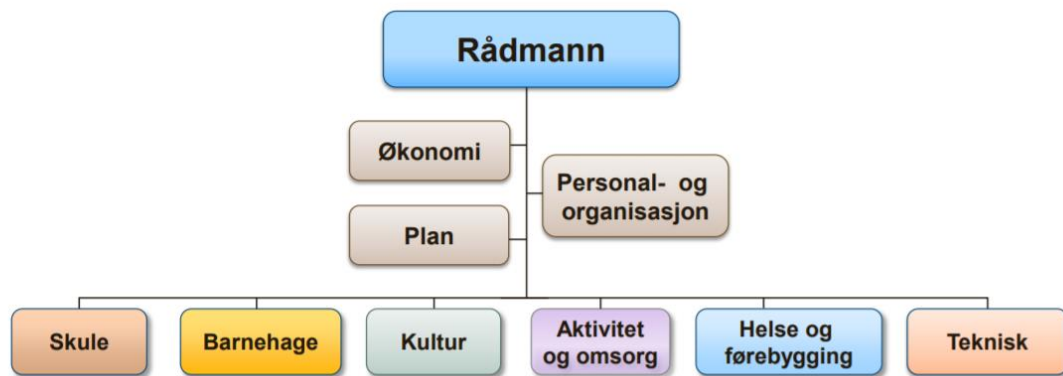 Rådmann
Økonomi
Personal- og
organisasjon
Plan
Skule
Barnehage
Kultur
Aktivitet
og omsorg
Helse og
førebygging
Teknisk